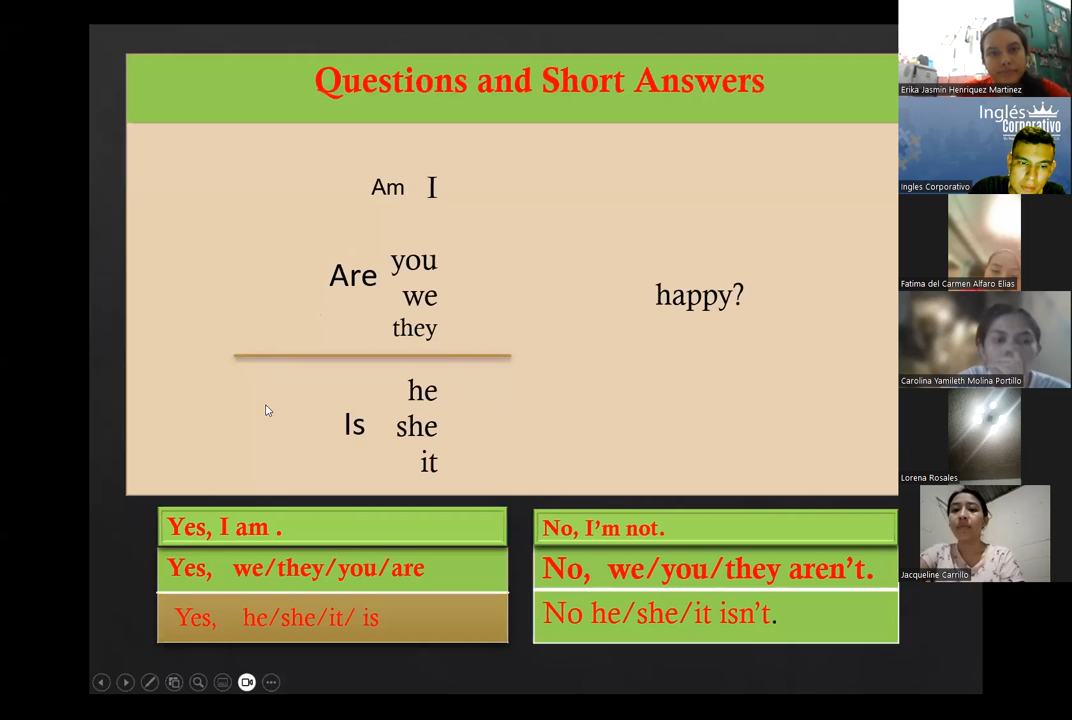 Questions and Short Answers
Am I
Are you
we
they
happy?
he
Is she
it
Yes, I am .
Yes, we/they/you/are
Yes, he/she/it/ is
No, I'm not.
No, we/you/they aren't.
No he/she/it isn't.
Erika Jasmin Henriquez Martinez
Inglés
Corporativo
Ingles Corporativo
Fatima del Carmen Alfaro Elias
Carolina Yamileth Molina Portillo
Lorena Rosales
Jacqueline Carrillo